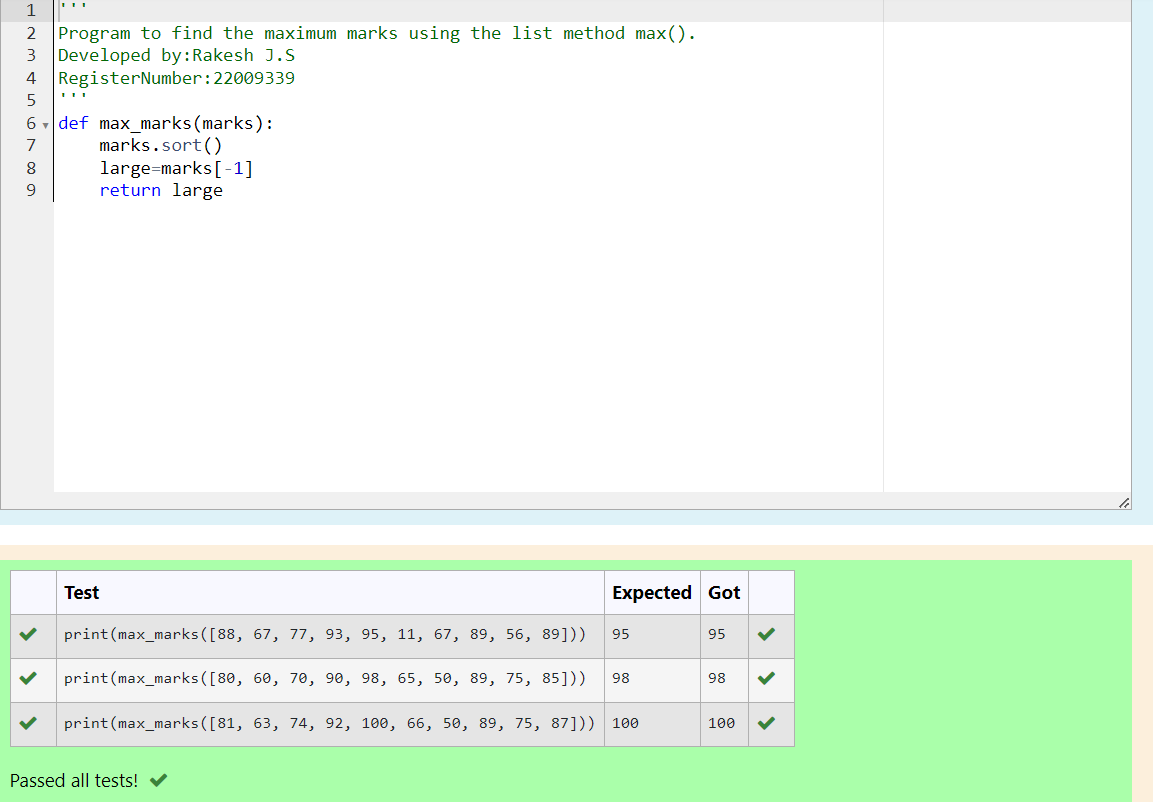 1 '''
2 Program to find the maximum marks using the list method max().
3 Developed by:Rakesh J.S
4 RegisterNumber:22009339
5 '''
6 def max_marks(marks):
7     marks.sort()
8     large=marks[-1]
9     return large
Test Expected Got
print(max_marks([88, 67, 77, 93, 95, 11, 67, 89, 56, 89])) 95 95
print(max_marks([80, 60, 70, 90, 98, 65, 50, 89, 75, 85])) 98 98
print(max_marks([81, 63, 74, 92, 100, 66, 50, 89, 75, 87])) 100 100
Passed all tests!